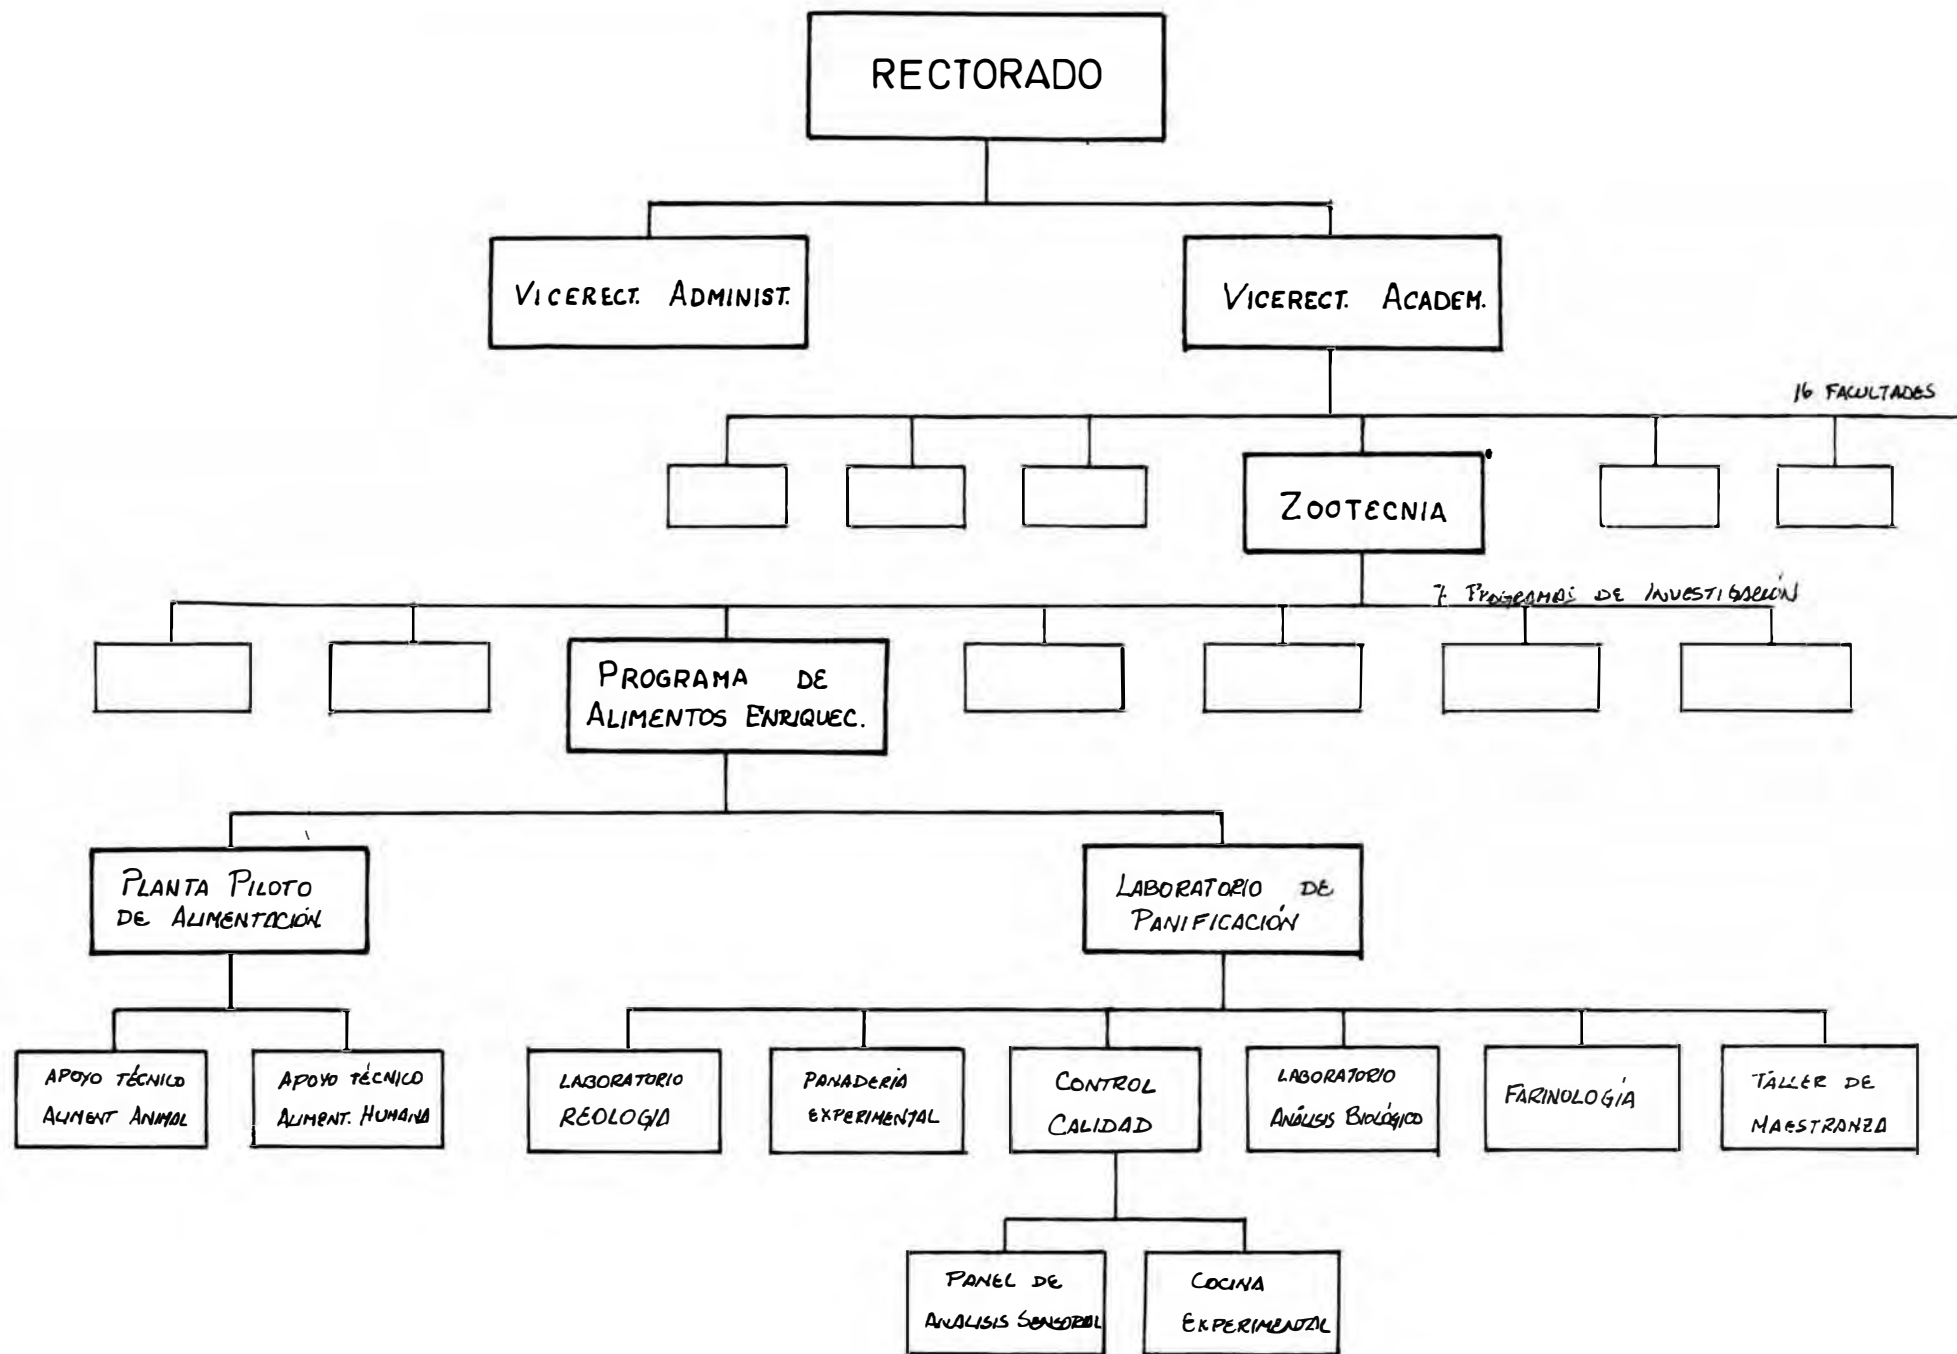 RECTORADO
VICERECT. ADMINIST.
VICERECT. ACADEM.
16 FACULTADES
ZOOTECNIA
7 PROGRAMAS DE INVESTIGACIÓN
PROGRAMA DE
ALIMENTOS ENRIQUEC.
PLANTA PILOTO
DE ALIMENTACIÓN
LABORATORIO DE
PANIFICACIÓN
APOYO TÉCNICO
ALIMENT ANIMAL
APOYO TÉCNICO
ALIMENT. HUMANA
LABORATORIO
REOLOGIA
PANADERIA
EXPERIMENTAL
CONTROL
CALIDAD
LABORATORIO
ANÁLISIS BIOLÓGICO
FARINOLOGÍA
TALLER DE
MAESTRANZA
PANEL DE
ANALISIS SENSORIAL
COCINA
EXPERIMENTAL